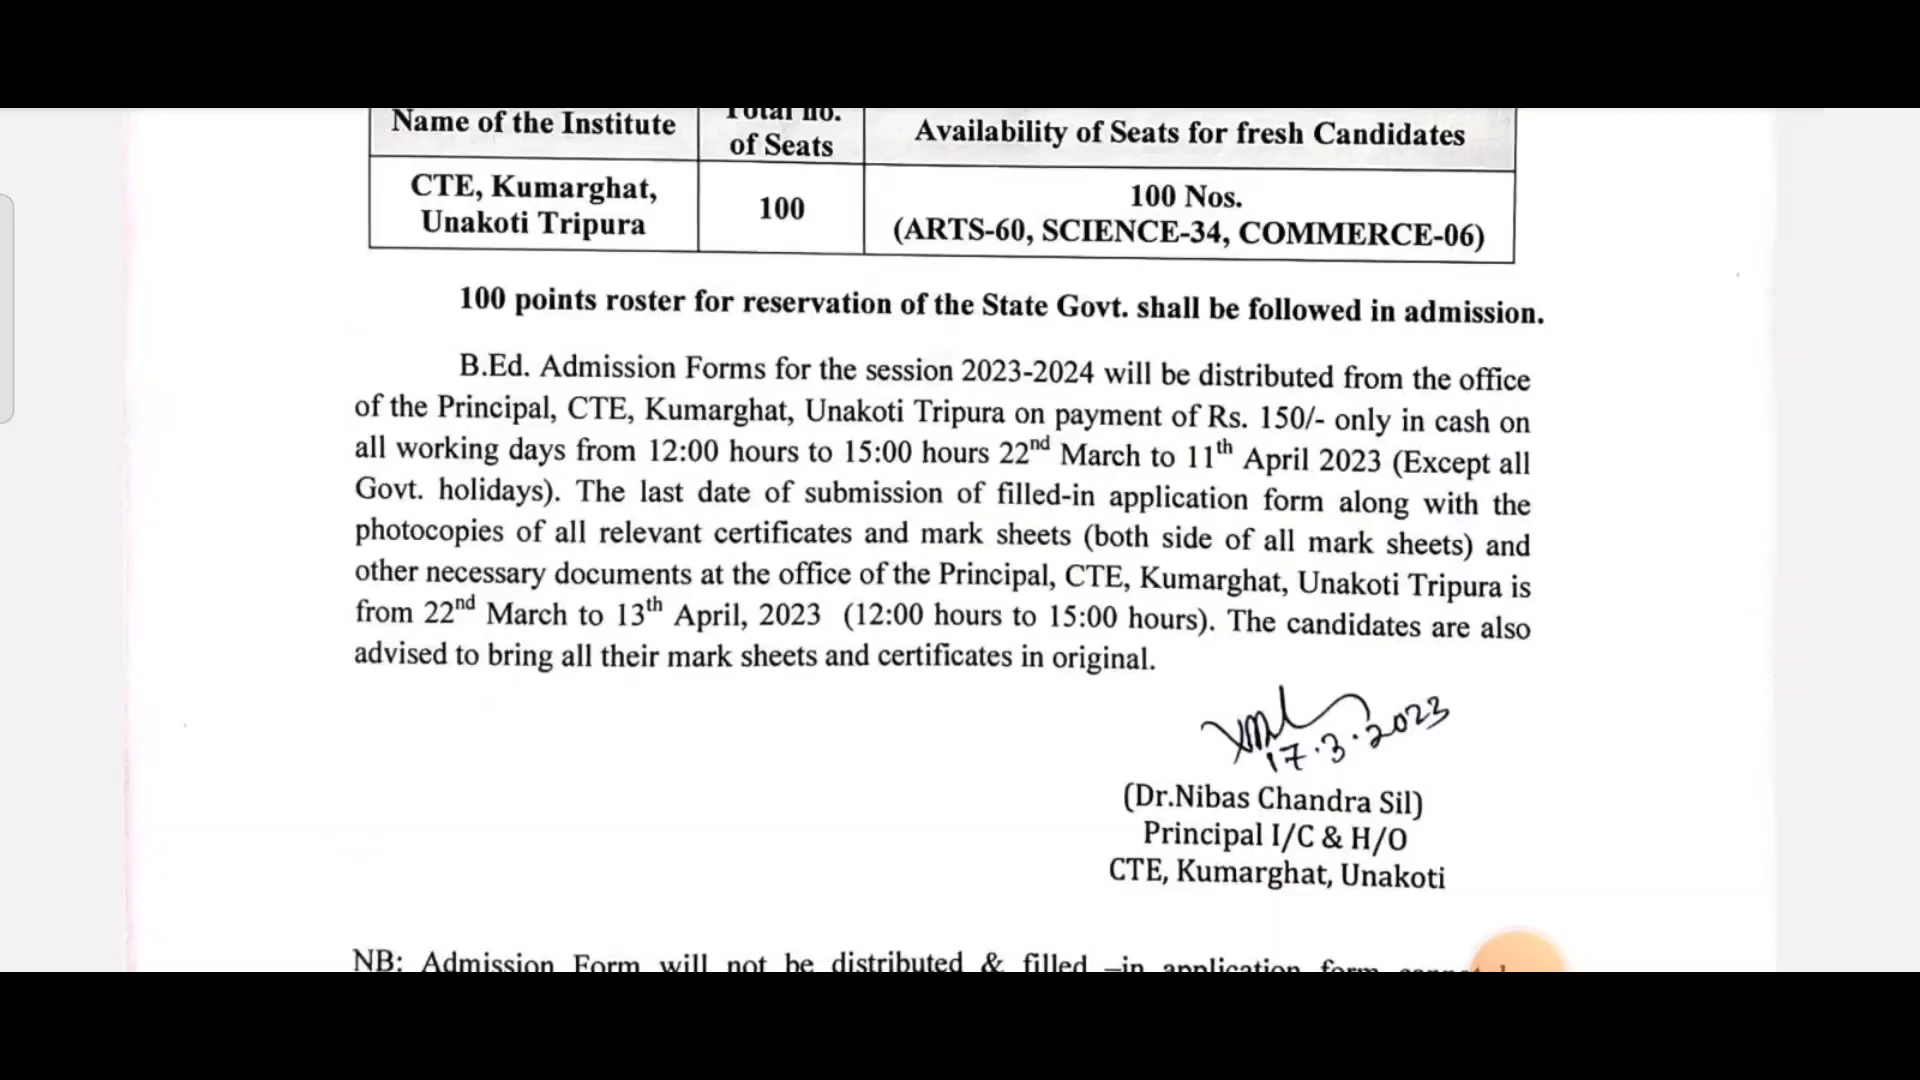 Name of the Institute
Total no. of Seats
Availability of Seats for fresh Candidates
CTE, Kumarghat,
Unakoti Tripura
100
100 Nos.
(ARTS-60, SCIENCE-34, COMMERCE-06)
100 points roster for reservation of the State Govt. shall be followed in admission.
B.Ed. Admission Forms for the session 2023-2024 will be distributed from the office
of the Principal, CTE, Kumarghat, Unakoti Tripura on payment of Rs. 150/- only in cash on
all working days from 12:00 hours to 15:00 hours 22nd March to 11th April 2023 (Except all
Govt. holidays). The last date of submission of filled-in application form along with the
photocopies of all relevant certificates and mark sheets (both side of all mark sheets) and
other necessary documents at the office of the Principal, CTE, Kumarghat, Unakoti Tripura is
from 22nd March to 13th April, 2023 (12:00 hours to 15:00 hours). The candidates are also
advised to bring all their mark sheets and certificates in original.
17.3.2023
(Dr.Nibas Chandra Sil)
Principal I/C & H/O
CTE, Kumarghat, Unakoti
NB: Admission Form will not be distributed & filled –in application form